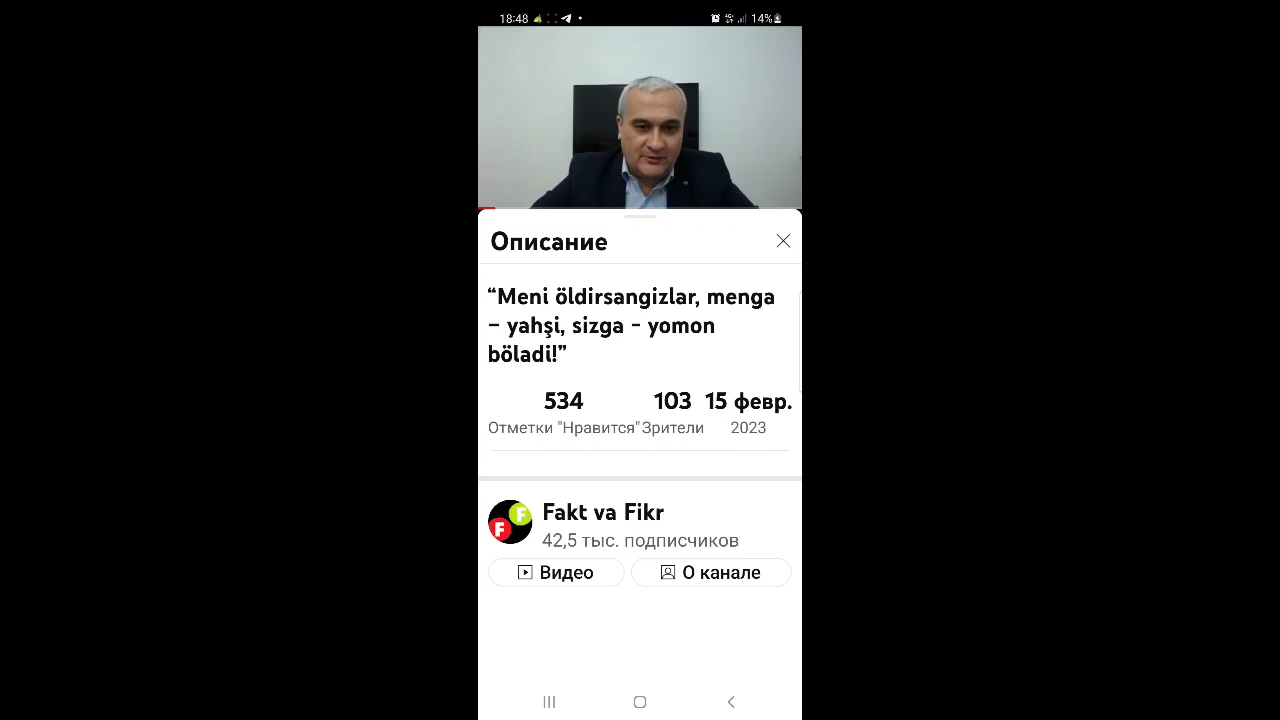 18:48
14%
Описание
“Meni öldirsangizlar, menga
– yahşi, sizga - yomon
böladi!”
534 103 15 февр.
Отметки "Нравится" Зрители 2023
F F
Fakt va Fikr
42,5 тыс. подписчиков
Видео О канале